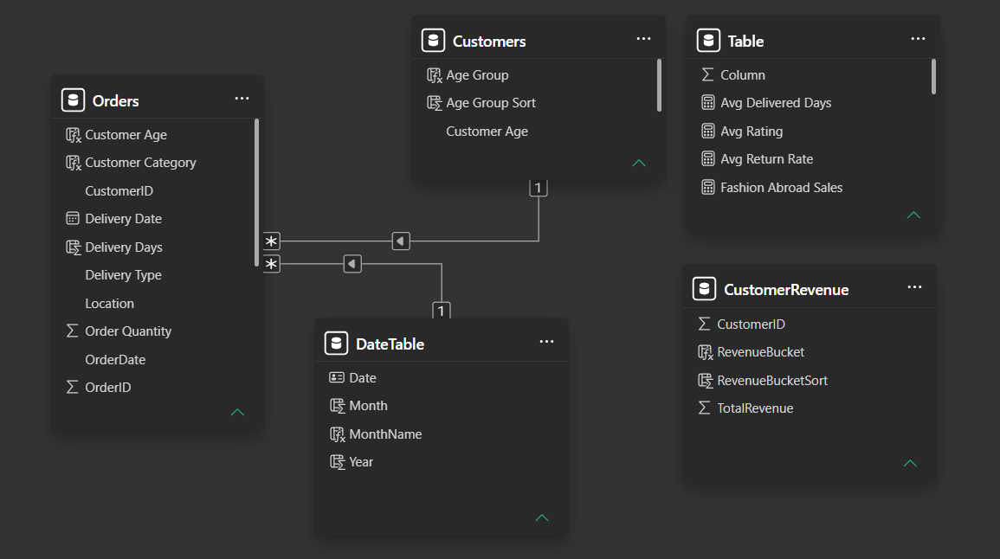 Orders
Customer Age
Customer Category
CustomerID
Delivery Date
Delivery Days
Delivery Type
Location
Order Quantity
OrderDate
OrderID
Customers
Age Group
Age Group Sort
Customer Age
1
*
*
1
DateTable
Date
Month
MonthName
Year
Table
Column
Avg Delivered Days
Avg Rating
Avg Return Rate
Fashion Abroad Sales
CustomerRevenue
CustomerID
RevenueBucket
RevenueBucketSort
TotalRevenue